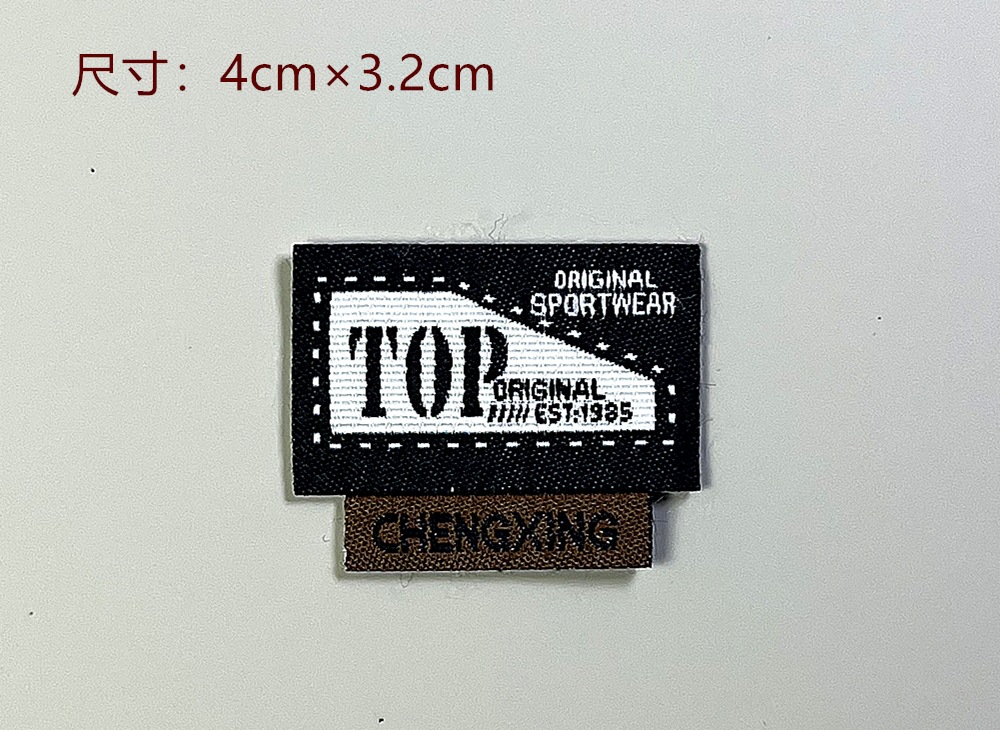 尺寸：4cm×3.2cm
ORIGINAL
SPORTWEAR
TOP
ORIGINAL
///// EST:1985
CHENGXING